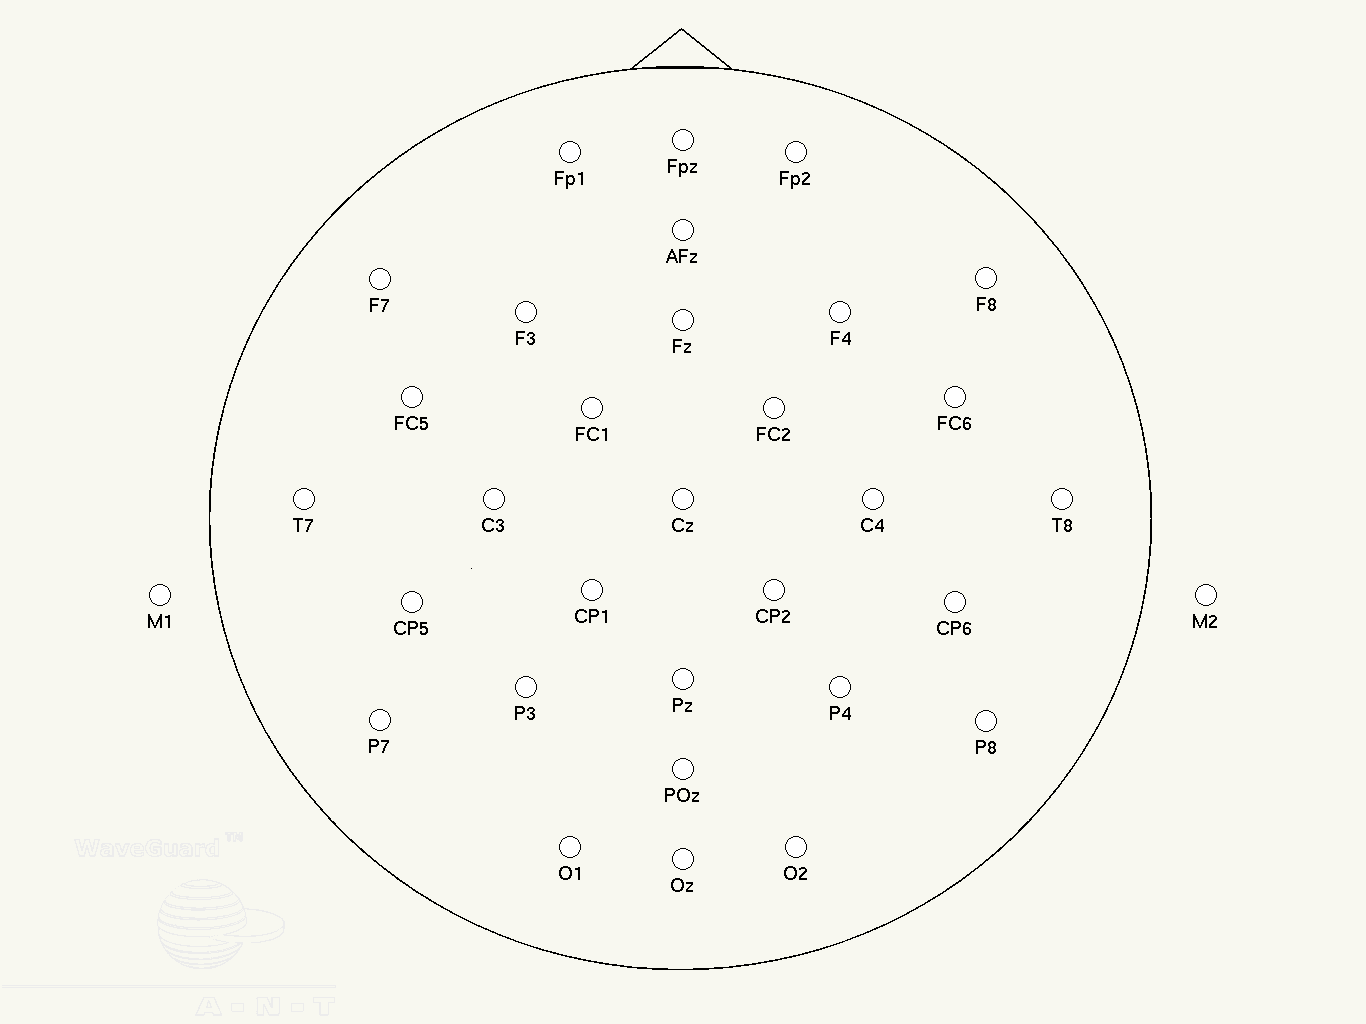 Fp1 Fpz Fp2
AFz
F7 F3 Fz F4 F8
FC5 FC1 FC2 FC6
T7 C3 Cz C4 T8
M1 CP5 CP1 CP2 CP6 M2
P7 P3 Pz P4 P8
POz
O1 Oz O2
WaveGuard™
A-N-T